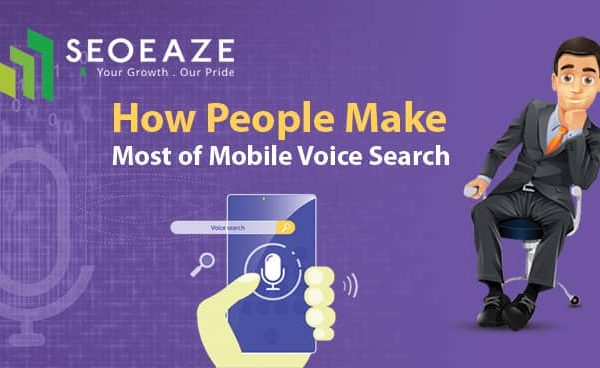 SEOEAZE
Your Growth . Our Pride
How People Make
Most of Mobile Voice Search
Voice search